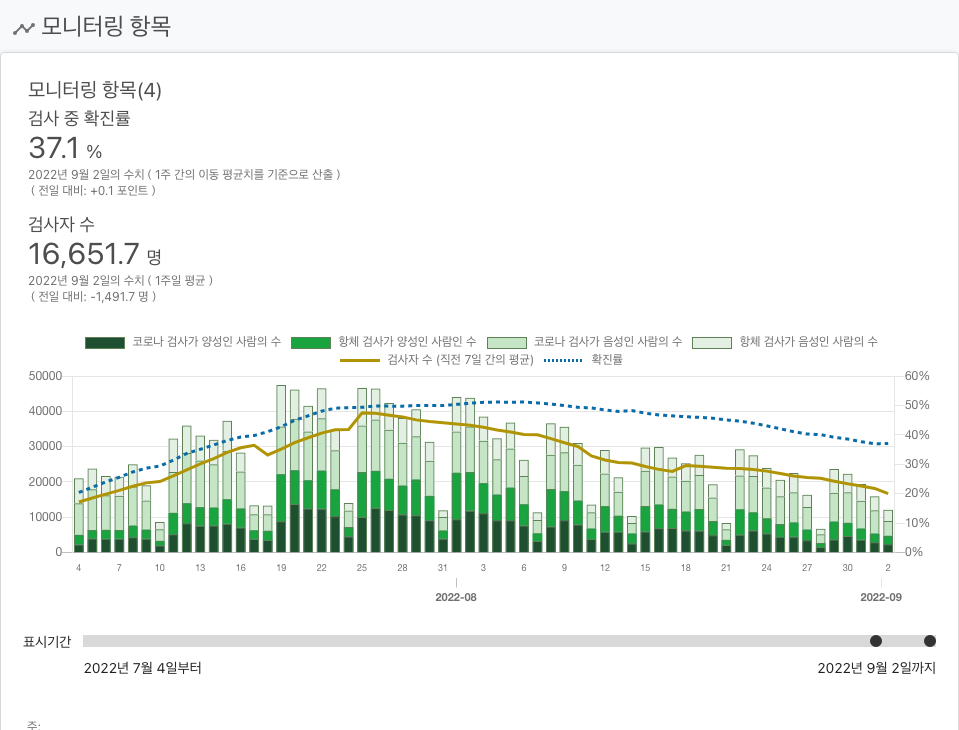 모니터링 항목
모니터링 항목(4)
검사 중 확진률
37.1 %
2022년 9월 2일의 수치 ( 1주 간의 이동 평균치를 기준으로 산출 )
( 전일 대비: +0.1 포인트 )
검사자 수
16,651.7 명
2022년 9월 2일의 수치 ( 1주일 평균 )
( 전일 대비: -1,491.7 명 )
코로나 검사가 양성인 사람의 수 항체 검사가 양성인 사람인 수 코로나 검사가 음성인 사람의 수 항체 검사가 음성인 사람의 수
검사자 수 (직전 7일 간의 평균) 확진률
50000 60%
50%
40000
40%
30000
30%
20000
20%
10000
10%
0 0%
4 7 10 13 16 19 22 25 28 31 3 6 9 12 15 18 21 24 27 30 2
2022-08 2022-09
표시기간
2022년 7월 4일부터 2022년 9월 2일까지
주: